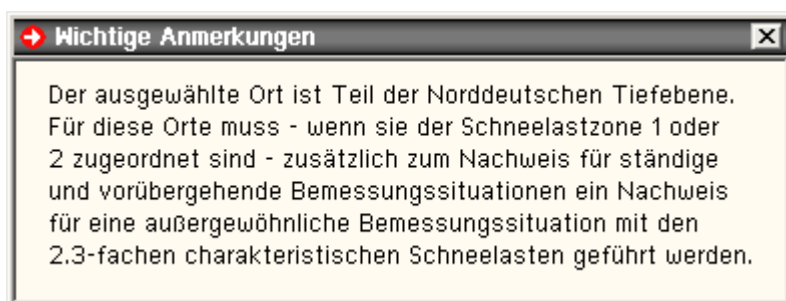 Wichtige Anmerkungen
Der ausgewählte Ort ist Teil der Norddeutschen Tiefebene.
Für diese Orte muss - wenn sie der Schneelastzone 1 oder
2 zugeordnet sind - zusätzlich zum Nachweis für ständige
und vorübergehende Bemessungssituationen ein Nachweis
für eine außergewöhnliche Bemessungssituation mit den
2.3-fachen charakteristischen Schneelasten geführt werden.